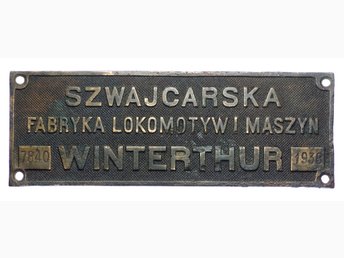 SZWAJCARSKA
FABRYKA LOKOMOTYW I MASZYN
7840 WINTERTHUR